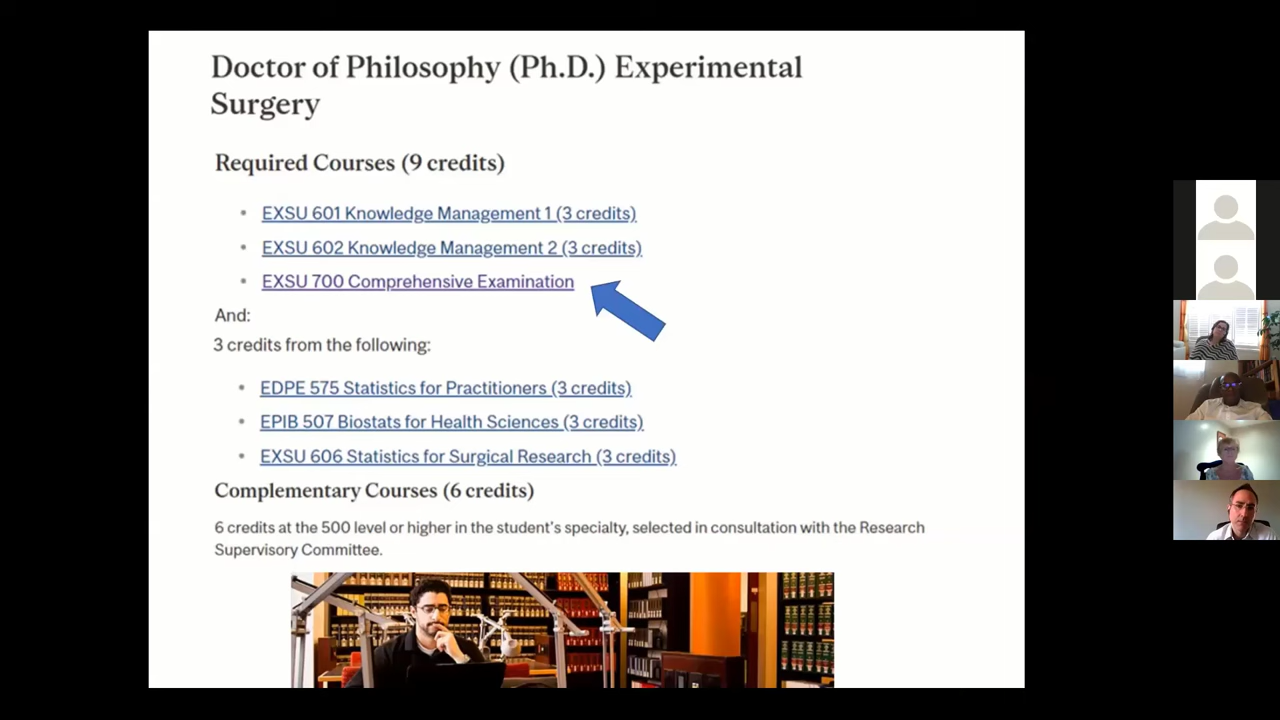 Doctor of Philosophy (Ph.D.) Experimental
Surgery
Required Courses (9 credits)
• EXSU 601 Knowledge Management 1 (3 credits)
• EXSU 602 Knowledge Management 2 (3 credits)
• EXSU 700 Comprehensive Examination
And:
3 credits from the following:
• EDPE 575 Statistics for Practitioners (3 credits)
• EPIB 507 Biostats for Health Sciences (3 credits)
• EXSU 606 Statistics for Surgical Research (3 credits)
Complementary Courses (6 credits)
6 credits at the 500 level or higher in the student's specialty, selected in consultation with the Research
Supervisory Committee.